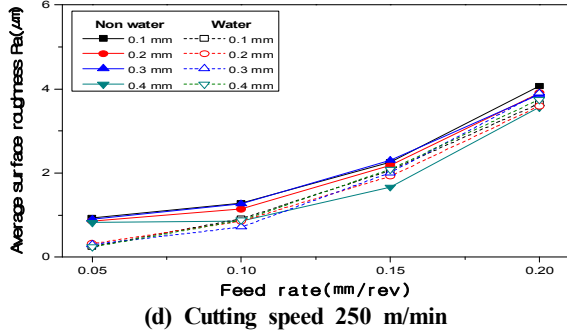 Average surface roughness Ra(㎛)
6
4
2
0
Non water Water
0.1 mm 0.1 mm
0.2 mm 0.2 mm
0.3 mm 0.3 mm
0.4 mm 0.4 mm
0.05 0.10 0.15 0.20
Feed rate(mm/rev)
(d) Cutting speed 250 m/min